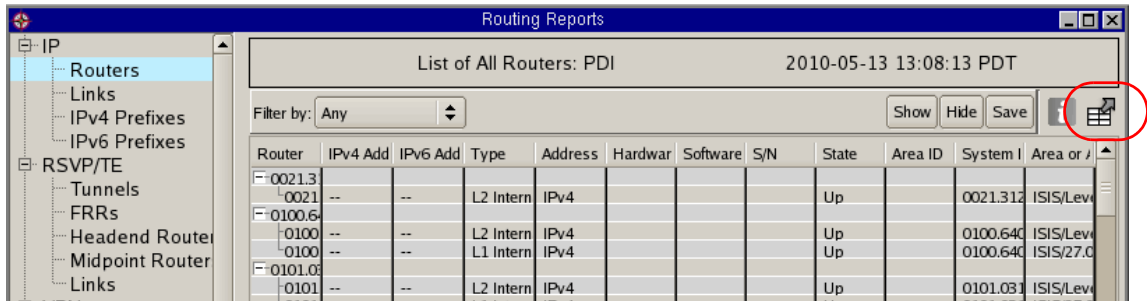 Routing Reports
IP
Routers
Links
IPv4 Prefixes
IPv6 Prefixes
RSVP/TE
Tunnels
FRRs
Headend Router
Midpoint Router
Links
List of All Routers: PDI 2010-05-13 13:08:13 PDT
Filter by: Any Show Hide Save i
Router IPv4 Add IPv6 Add Type Address Hardwar Software S/N State Area ID System I Area or
0021.3
0021 -- -- L2 Intern IPv4 Up 0021.312 ISIS/Leve
0100.64
0100 -- -- L2 Intern IPv4 Up 0100.640 ISIS/Leve
0100 -- -- L1 Intern IPv4 Up 0100.640 ISIS/27.0
0101.03
0101 -- -- L2 Intern IPv4 Up 0101.031 ISIS/Leve